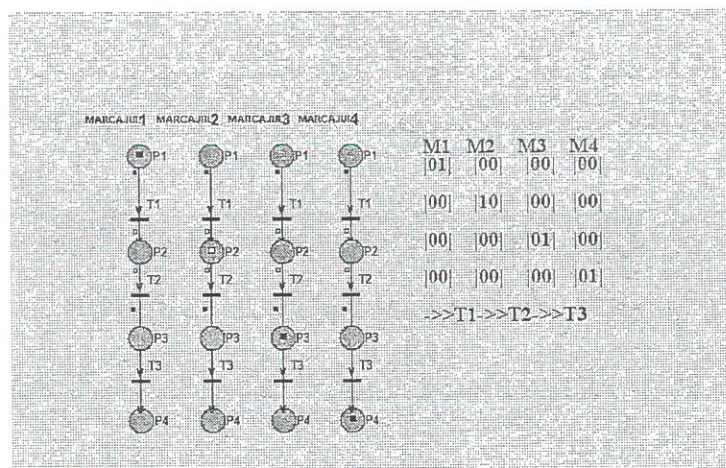 MARCAJUL1 MARCAJUL2 MARCAJUL3 MARCAJUL4
M1 M2 M3 M4
P1 P1 P1 P1
|01| |00| |00| |00|
T1 T1 T1 T1
|00| |10| |00| |00|
P2 P2 P2 P2
|00| |00| |01| |00|
T2 T2 T2 T2
|00| |00| |00| |01|
->>T1->>T2->>T3
P3 P3 P3 P3
T3 T3 T3 T3
P4 P4 P4 P4